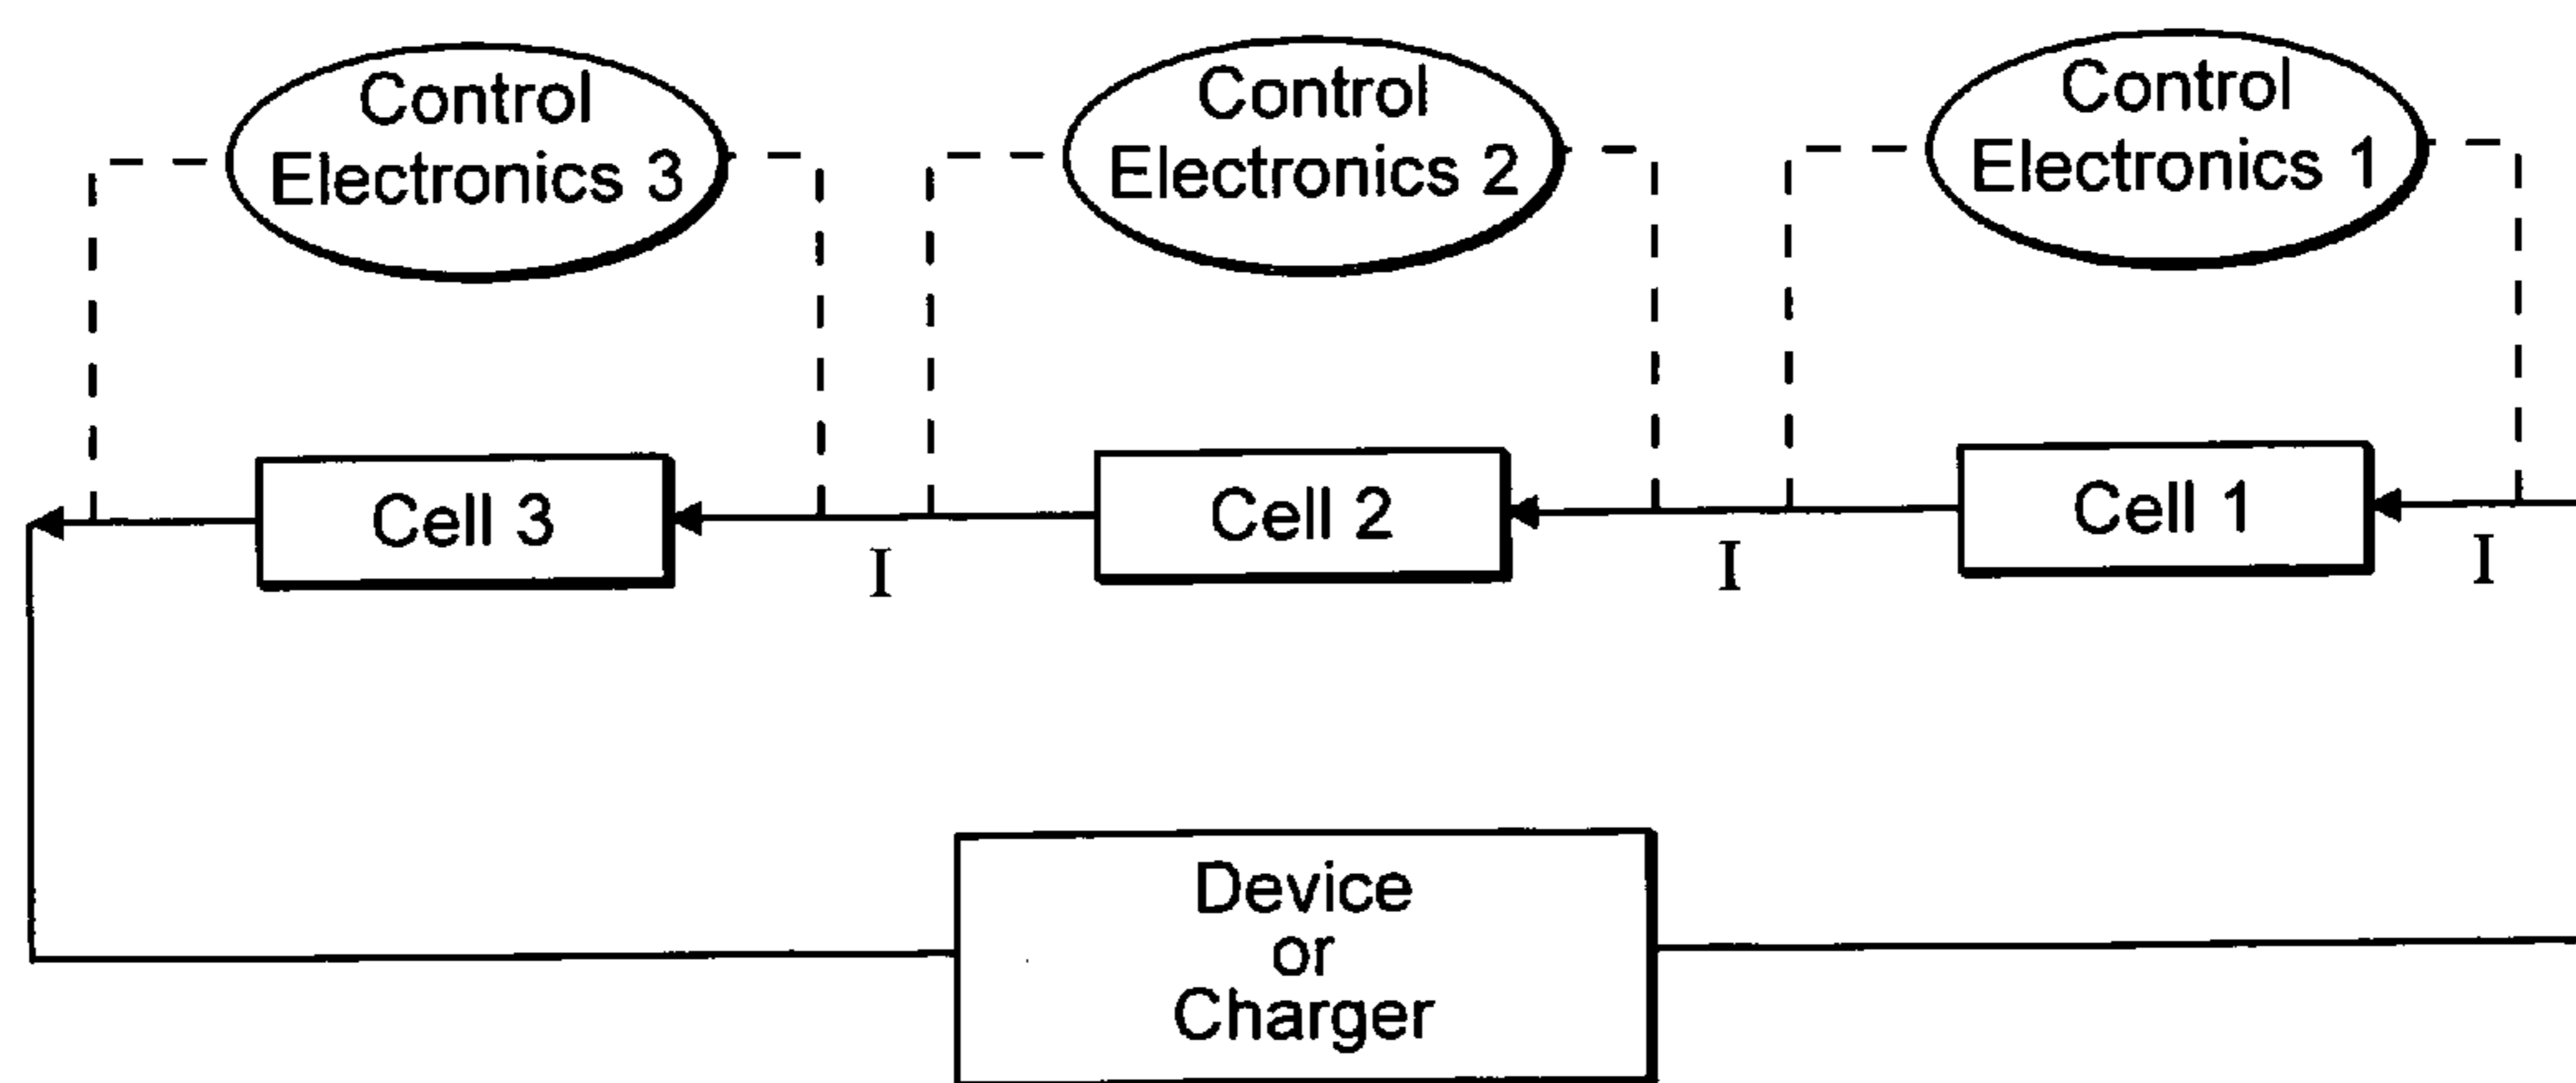 Control
Electronics 3
Control
Electronics 2
Control
Electronics 1
Cell 3
Cell 2
Cell 1
I
I
I
Device
or
Charger